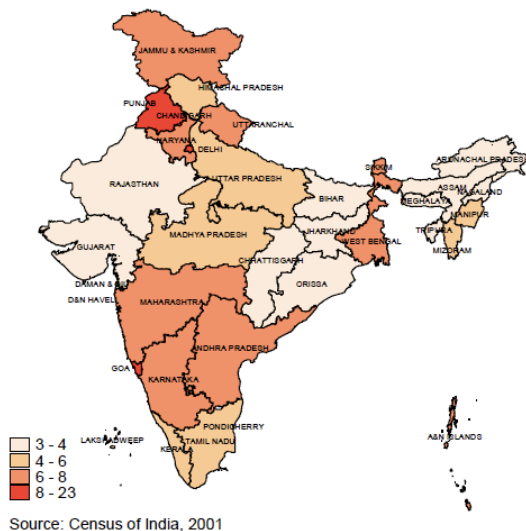 JAMMU & KASHMIR
HIMACHAL PRADESH
PUNJAB
CHANDIGARH
UTTARANCHAL
HARYANA
DELHI
SIKKIM
ARUNACHAL PRADESH
RAJASTHAN
UTTAR PRADESH
BIHAR
ASSAM
NAGALAND
MEGHALAYA
MANIPUR
GUJARAT
MADHYA PRADESH
JHARKHAND
WEST BENGAL
TRIPURA
MIZORAM
CHHATTISGARH
DAMAN & DIU
ORISSA
D&N HAVELI
MAHARASHTRA
ANDHRA PRADESH
GOA
KARNATAKA
PONDICHERRY
LAKSHADWEEP
TAMIL NADU
KERALA
A&N ISLANDS
3 - 4
4 - 6
6 - 8
8 - 23
Source: Census of India, 2001